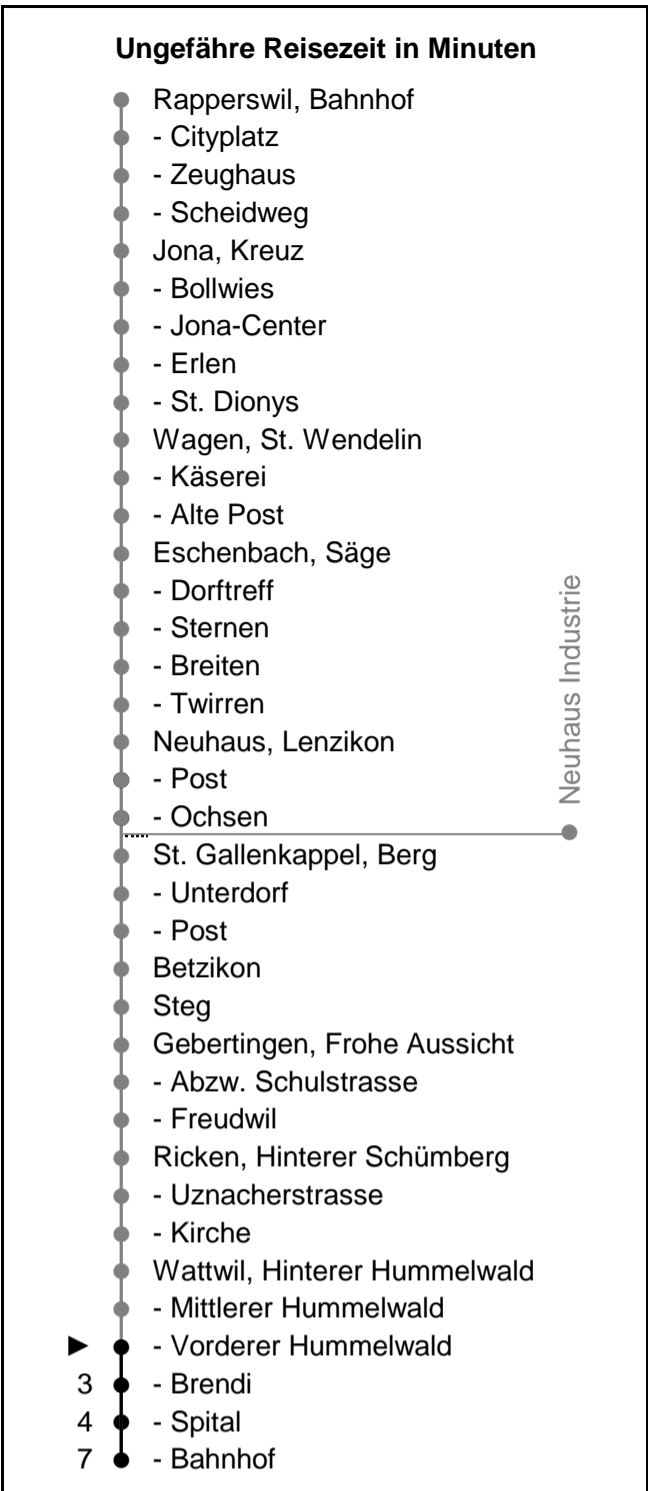 Ungefähre Reisezeit in Minuten
Rapperswil, Bahnhof
- Cityplatz
- Zeughaus
- Scheidweg
Jona, Kreuz
- Bollwies
- Jona-Center
- Erlen
- St. Dionys
Wagen, St. Wendelin
- Käserei
- Alte Post
Eschenbach, Säge
- Dorftreff
- Sternen
- Breiten
- Twirren
Neuhaus, Lenzikon
- Post
- Ochsen
Neuhaus Industrie
St. Gallenkappel, Berg
- Unterdorf
- Post
Betzikon
Steg
Gebertingen, Frohe Aussicht
- Abzw. Schulstrasse
- Freudwil
Ricken, Hinterer Schümberg
- Uznacherstrasse
- Kirche
Wattwil, Hinterer Hummelwald
- Mittlerer Hummelwald
► - Vorderer Hummelwald
3 - Brendi
4 - Spital
7 - Bahnhof